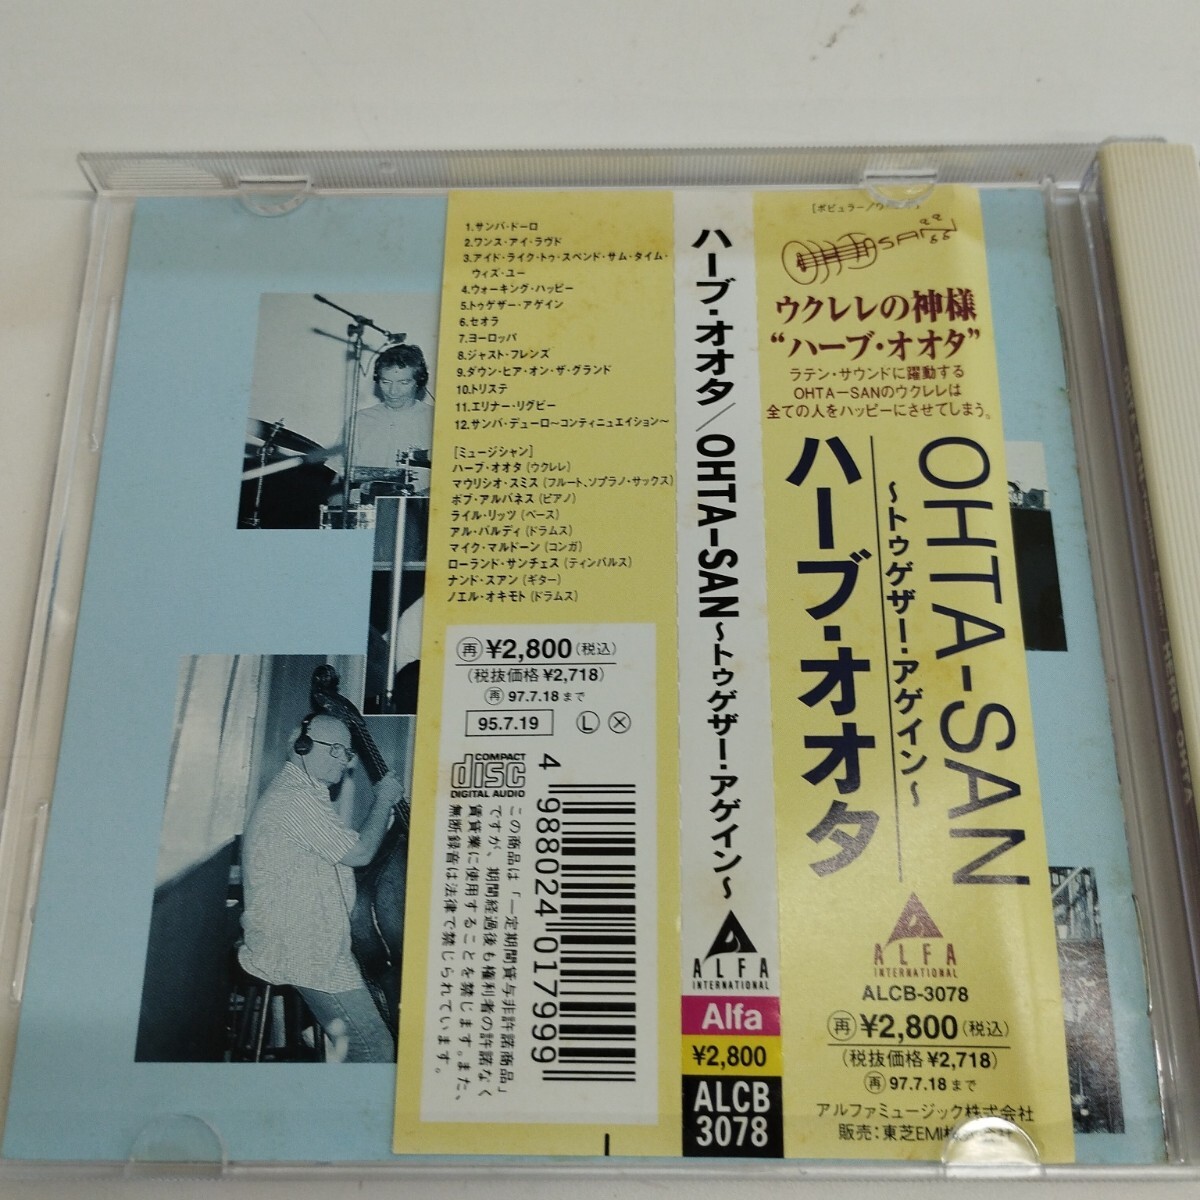 1.サンバ・ドーロ
2.ワンス・アイ・ラヴド
3.アイド・ライク・トゥ・スペンド・サム・タイム・
ウィズ・ユー
4.ウォーキング・ハッピー
5.トゥゲザー・アゲイン
6.セオラ
7.ヨーロッパ
8.ジャスト・フレンズ
9.ダウン・ヒア・オン・ザ・グランド
10.トリステ
11.エリナー・リグビー
12.サンバ・デューロ〜コンティニュエイション〜
[ミュージシャン]
ハーブ・オオタ(ウクレレ)
マウリシオ・スミス(フルート、ソプラノ・サックス)
ボブ・アルバネス(ピアノ)
ライル・リッツ(ベース)
アル・バルディ(ドラムス)
マイク・マルドーン(コンガ)
ローランド・サンチェス(ティンバルス)
ナンド・スアン(ギター)
ノエル・オキモト(ドラムス)
再 ¥2,800(税込)
(税抜価格 ¥2,718)
再 97.7.18 まで
95.7.19 Ⓛ Ⓧ
COMPACT
disc
DIGITAL AUDIO
この商品は「一定期間貸与非許諾商品」
ですが、期間経過後も権利者の許諾なく
賃貸業に使用することを禁じます。また、
無断録音は法律で禁じられています。
4 988024 017999
ハーブ・オオタ/OHTA-SAN〜トゥゲザー・アゲイン〜
ALFA
INTERNATIONAL
Alfa
¥2,800
ALCB
3078
SAN
ウクレレの神様
“ハーブ・オオタ”
ラテン・サウンドに躍動する
OHTA-SANのウクレレは
全ての人をハッピーにさせてしまう。
OHTA-SAN
〜トゥゲザー・アゲイン〜
ハーブ・オオタ
ALFA
INTERNATIONAL
ALCB-3078
再 ¥2,800(税込)
(税抜価格 ¥2,718)
再 97.7.18 まで
アルファミュージック株式会社
販売:東芝EMI株式会社
HERB OHTA